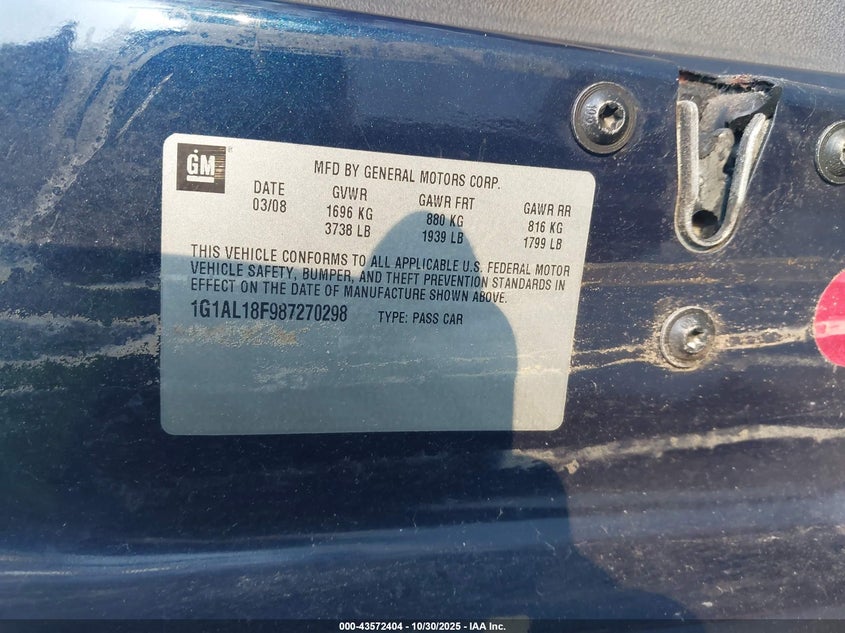 GM
MFD BY GENERAL MOTORS CORP.
DATE GVWR GAWR FRT GAWR RR
03/08 1696 KG 880 KG 816 KG
3738 LB 1939 LB 1799 LB
THIS VEHICLE CONFORMS TO ALL APPLICABLE U.S. FEDERAL MOTOR
VEHICLE SAFETY, BUMPER, AND THEFT PREVENTION STANDARDS IN
EFFECT ON THE DATE OF MANUFACTURE SHOWN ABOVE.
1G1AL18F987270298 TYPE: PASS CAR
000-43572404 | 10/30/2025 - IAA Inc.